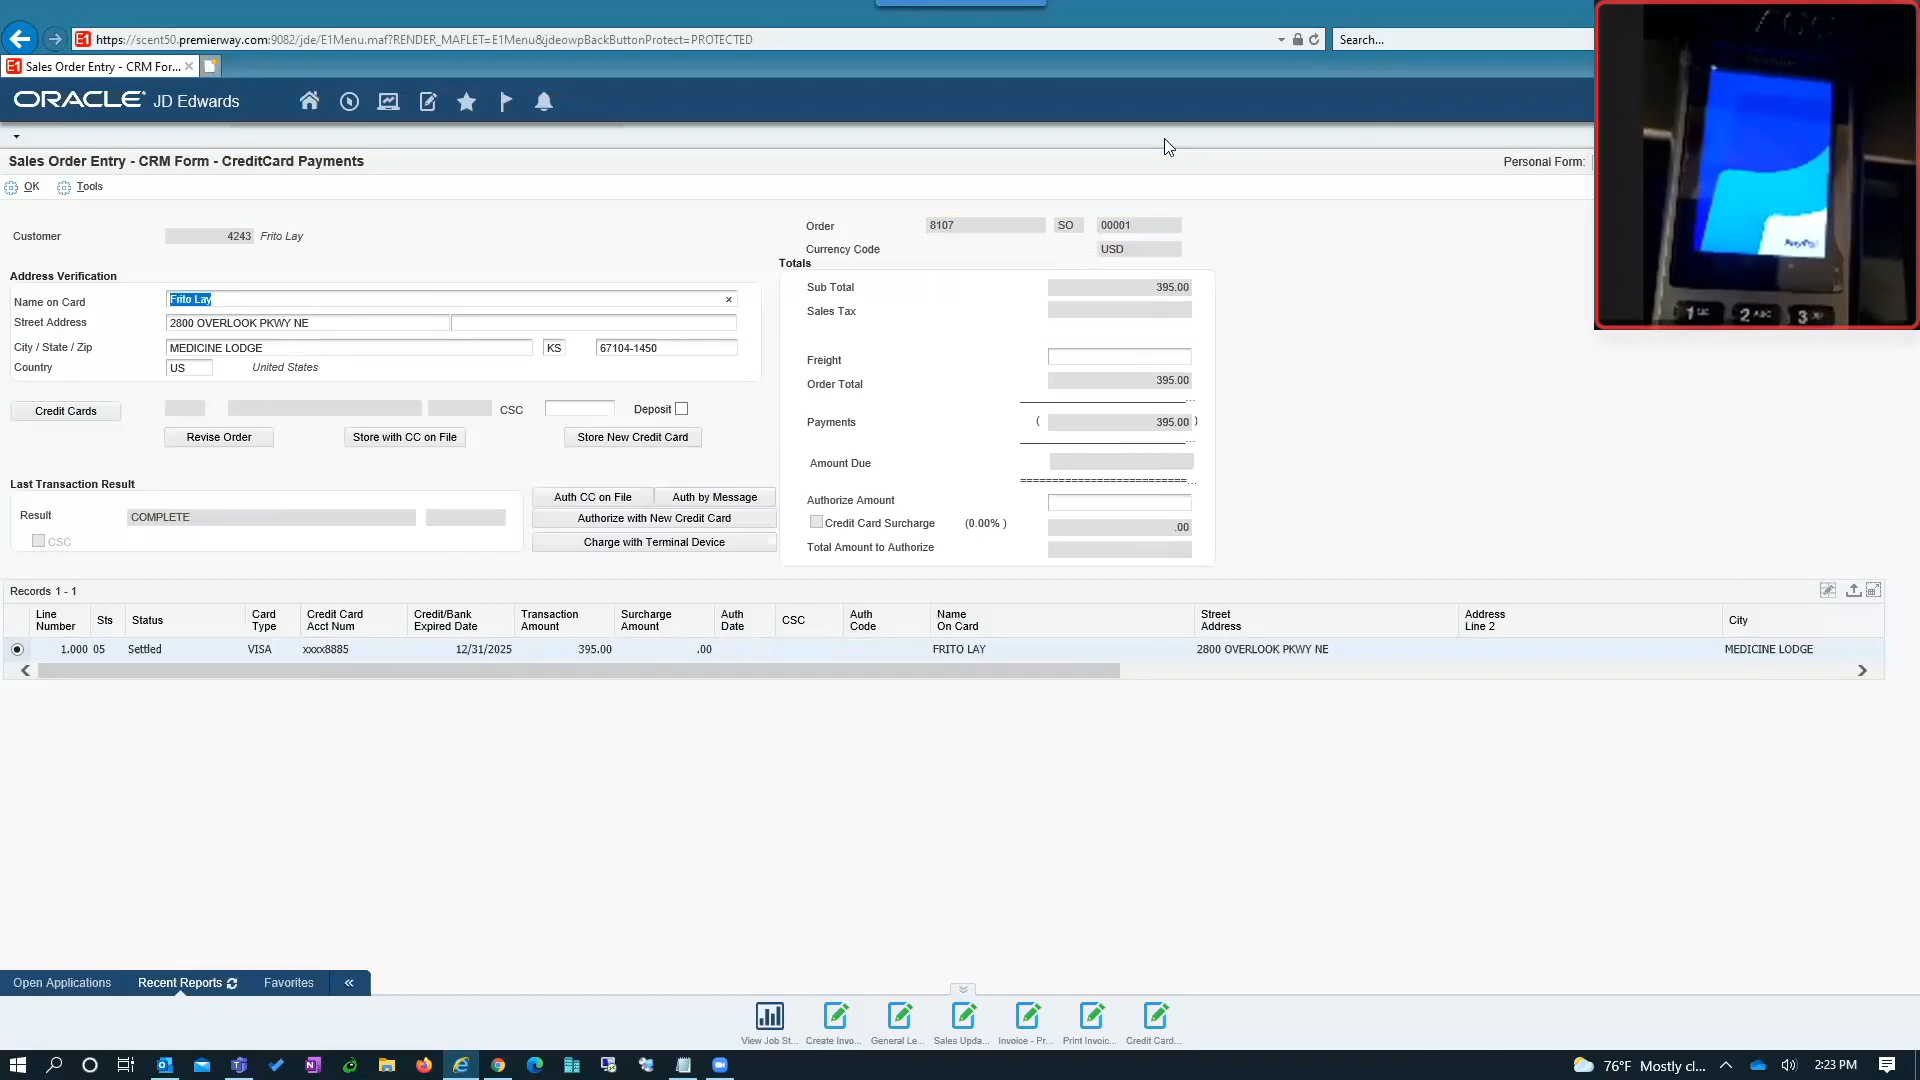 https://scent50.premierway.com:9082/jde/E1Menu.maf?RENDER_MAFLET=E1Menu&jdeowpBackButtonProtect=PROTECTED
Search...
Sales Order Entry - CRM For...
ORACLE JD Edwards
Sales Order Entry - CRM Form - CreditCard Payments
Personal Form:
OK Tools
Customer 4243 Frito Lay
Order 8107 SO 00001
Currency Code USD
Address Verification
Name on Card Frito Lay
Street Address 2800 OVERLOOK PKWY NE
City / State / Zip MEDICINE LODGE KS 67104-1450
Country US United States
Totals
Sub Total 395.00
Sales Tax
Freight
Order Total 395.00
...
Payments ( 395.00 )
...
Amount Due
==========================...
Authorize Amount
Credit Card Surcharge (0.00% ) .00
Total Amount to Authorize
Credit Cards CSC Deposit
Revise Order Store with CC on File Store New Credit Card
Last Transaction Result
Result COMPLETE
CSC
Auth CC on File Auth by Message
Authorize with New Credit Card
Charge with Terminal Device
Records 1 - 1
Line Number Sts Status Card Type Credit Card Acct Num Credit/Bank Expired Date Transaction Amount Surcharge Amount Auth Date CSC Auth Code Name On Card Street Address Address Line 2 City
1.000 05 Settled VISA xxxx8885 12/31/2025 395.00 .00 FRITO LAY 2800 OVERLOOK PKWY NE MEDICINE LODGE
Open Applications Recent Reports Favorites «
View Job St... Create Invo... General Le... Sales Upda... Invoice - Pr... Print Invoic... Credit Card...
76°F Mostly cl... 2:23 PM
1
2 ABC
3